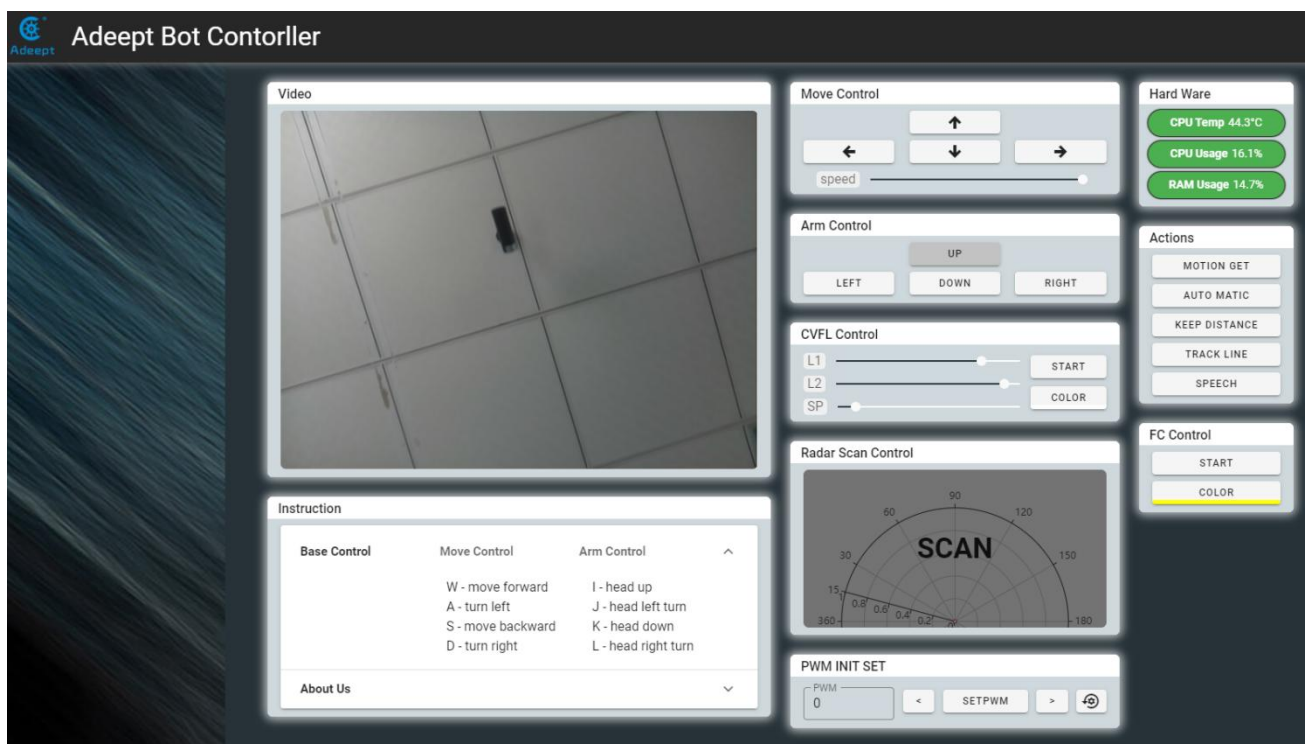 Adeept
Adeept Bot Contorller
Video
Instruction
Base Control Move Control Arm Control
W - move forward I - head up
A - turn left J - head left turn
S - move backward K - head down
D - turn right L - head right turn
About Us
Move Control
speed
Arm Control
UP
LEFT DOWN RIGHT
CVFL Control
L1
START
L2
COLOR
SP
Radar Scan Control
90
60 120
SCAN
30 150
15
1 0.8 0.6 0.4 0.2 0
360 180
PWM INIT SET
PWM
0 < SETPWM >
Hard Ware
CPU Temp 44.3°C
CPU Usage 16.1%
RAM Usage 14.7%
Actions
MOTION GET
AUTO MATIC
KEEP DISTANCE
TRACK LINE
SPEECH
FC Control
START
COLOR